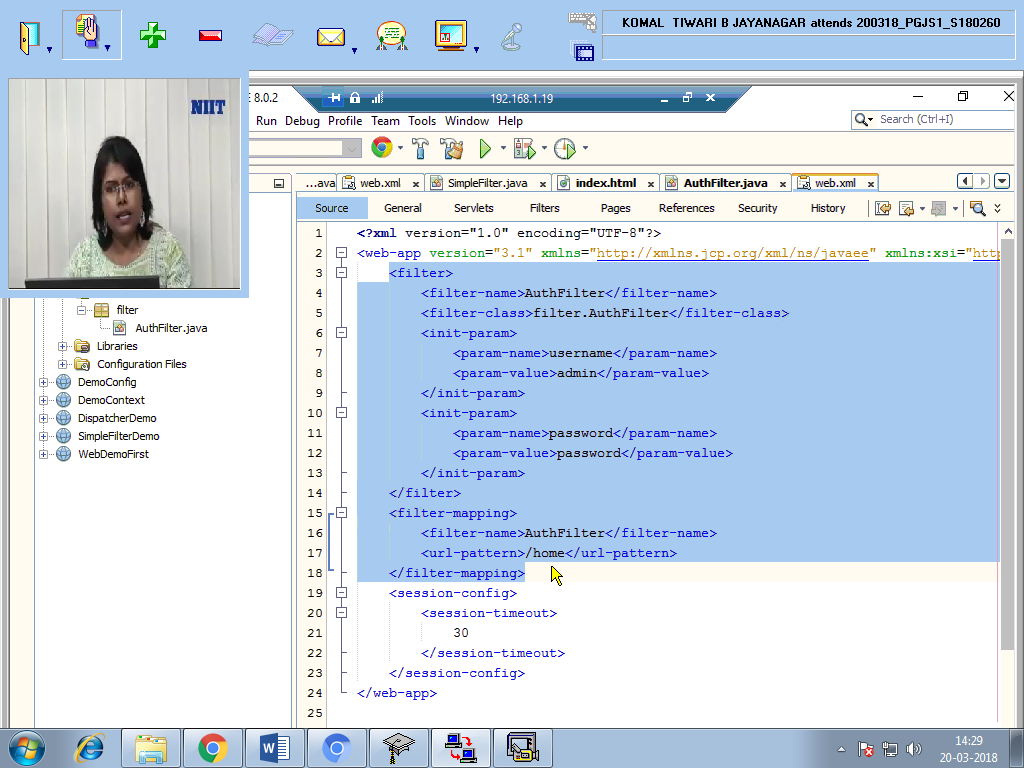 KOMAL TIWARI B JAYANAGAR attends 200318_PGJS1_S180260
NIIT
E 8.0.2
192.168.1.19
Run Debug Profile Team Tools Window Help
Search (Ctrl+I)
...ava web.xml SimpleFilter.java index.html AuthFilter.java web.xml
Source General Servlets Filters Pages References Security History
1 <?xml version="1.0" encoding="UTF-8"?>
2 <web-app version="3.1" xmlns="http://xmlns.jcp.org/xml/ns/javaee" xmlns:xsi="http
3 <filter>
4 <filter-name>AuthFilter</filter-name>
5 <filter-class>filter.AuthFilter</filter-class>
6 <init-param>
7 <param-name>username</param-name>
8 <param-value>admin</param-value>
9 </init-param>
10 <init-param>
11 <param-name>password</param-name>
12 <param-value>password</param-value>
13 </init-param>
14 </filter>
15 <filter-mapping>
16 <filter-name>AuthFilter</filter-name>
17 <url-pattern>/home</url-pattern>
18 </filter-mapping>
19 <session-config>
20 <session-timeout>
21 30
22 </session-timeout>
23 </session-config>
24 </web-app>
25
filter
AuthFilter.java
Libraries
Configuration Files
DemoConfig
DemoContext
DispatcherDemo
SimpleFilterDemo
WebDemoFirst
14:29
20-03-2018